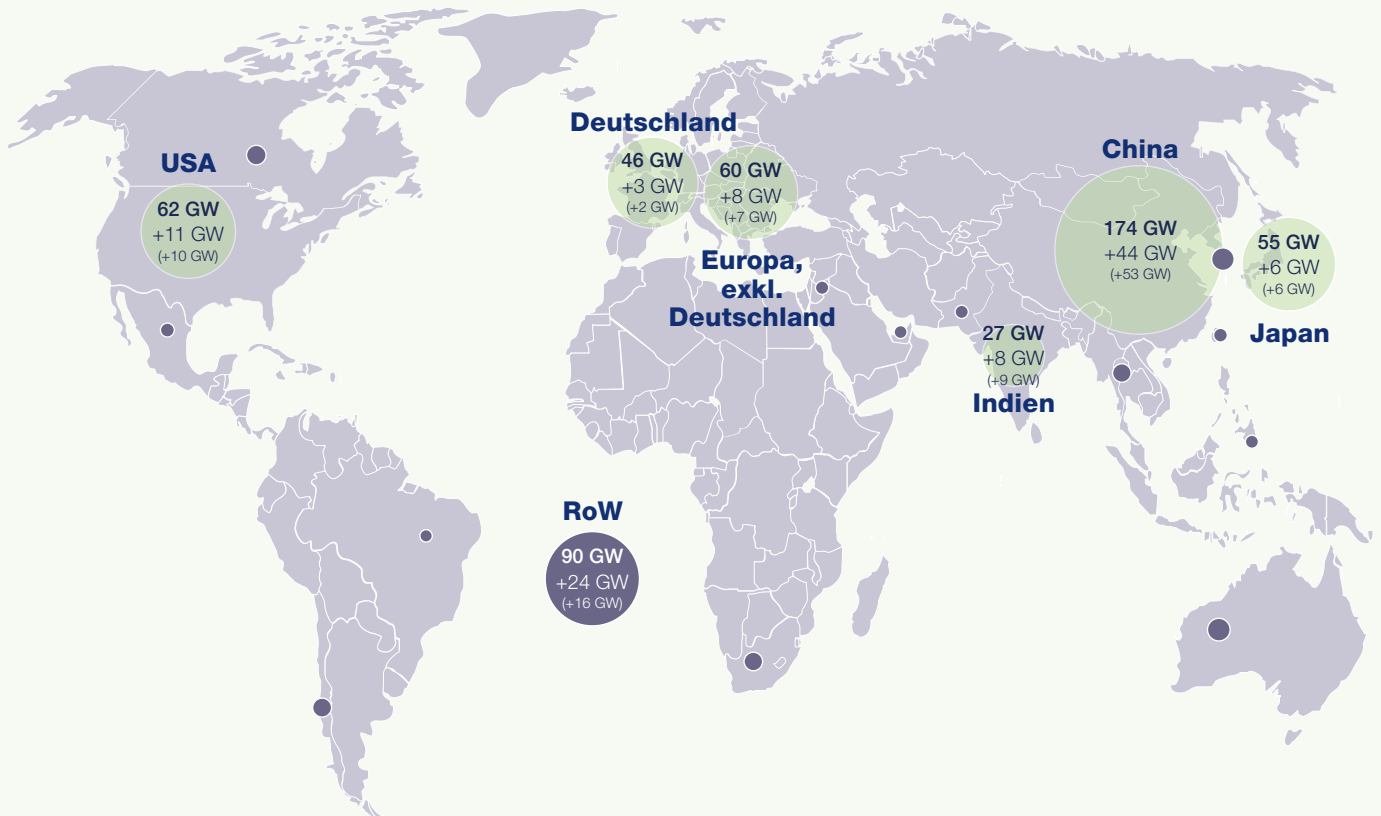 USA
62 GW
+11 GW
(+10 GW)
Deutschland
46 GW
+3 GW
(+2 GW)
60 GW
+8 GW
(+7 GW)
Europa,
exkl.
Deutschland
China
174 GW
+44 GW
(+53 GW)
55 GW
+6 GW
(+6 GW)
Japan
27 GW
+8 GW
(+9 GW)
Indien
RoW
90 GW
+24 GW
(+16 GW)